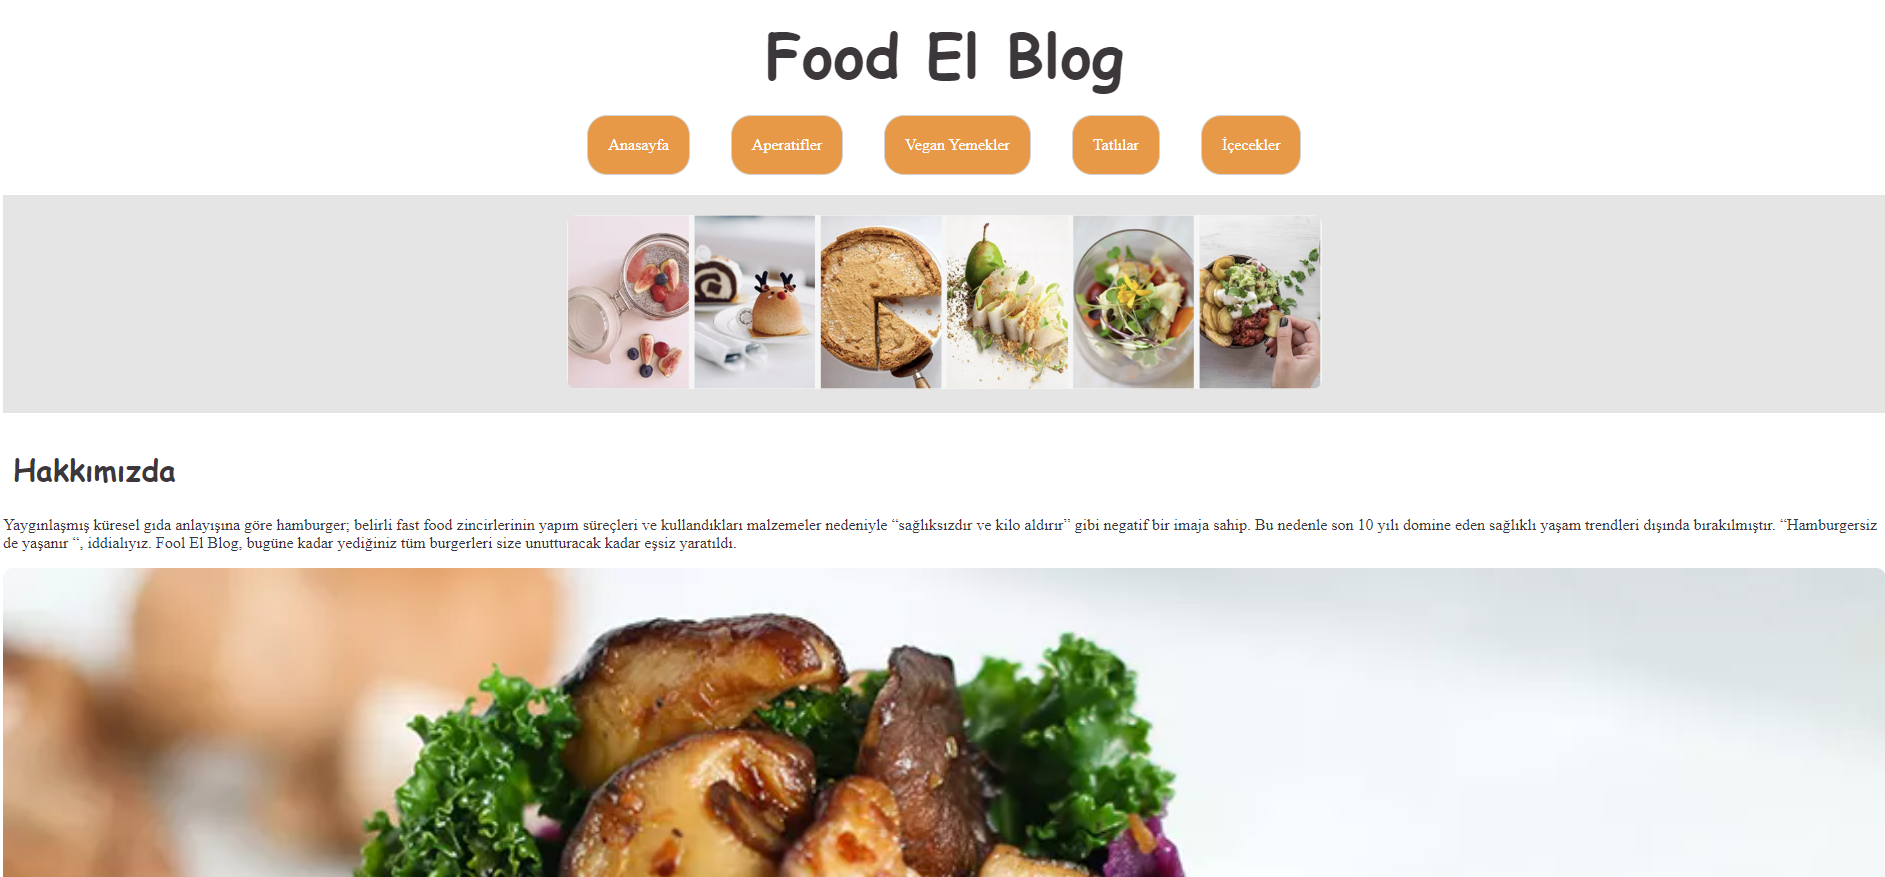 Food El Blog
Anasayfa
Aperatifler
Vegan Yemekler
Tatlılar
İçecekler
Hakkımızda
Yaygınlaşmış küresel gıda anlayışına göre hamburger; belirli fast food zincirlerinin yapım süreçleri ve kullandıkları malzemeler nedeniyle “sağlıksızdır ve kilo aldırır” gibi negatif bir imaja sahip. Bu nedenle son 10 yılı domine eden sağlıklı yaşam trendleri dışında bırakılmıştır. “Hamburgersiz
de yaşanır “, iddialıyız. Fool El Blog, bugüne kadar yediğiniz tüm burgerleri size unutturacak kadar eşsiz yaratıldı.